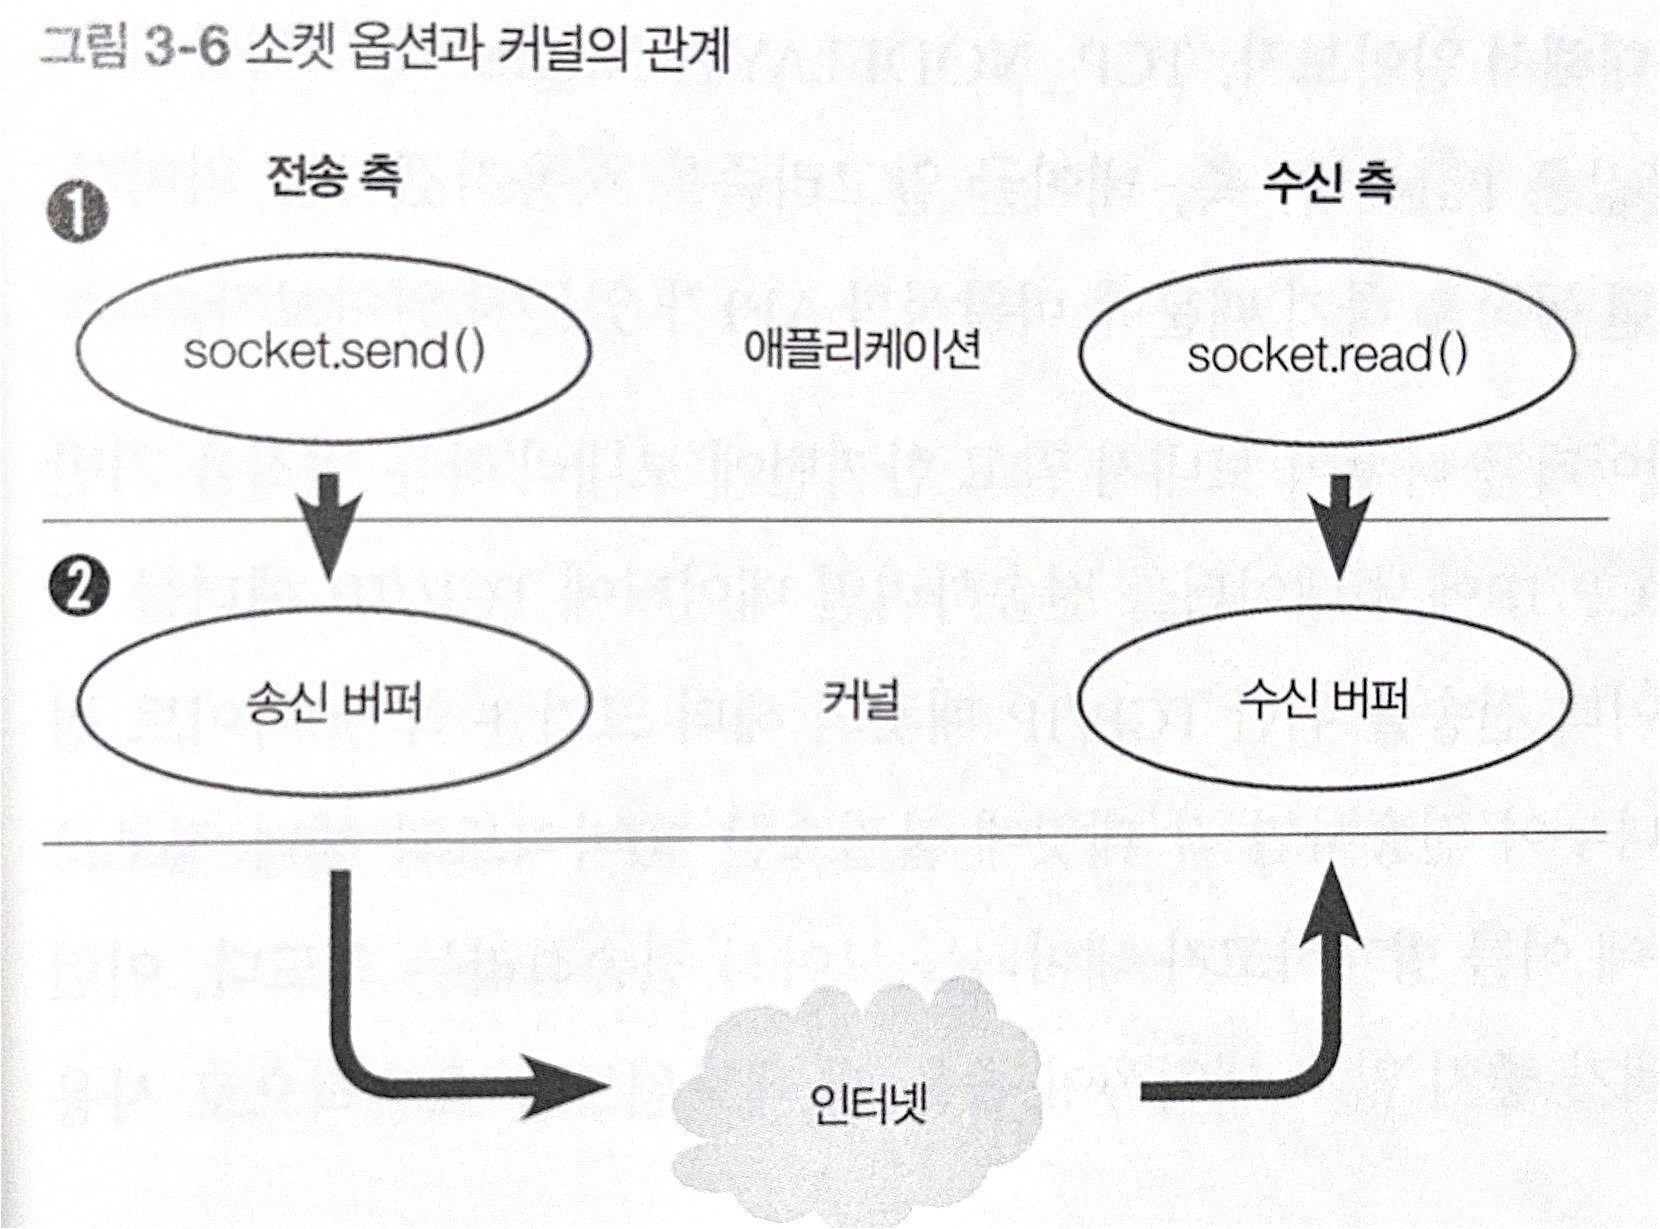 그림 3-6 소켓 옵션과 커널의 관계
전송 측
수신 측
1
socket.send()
애플리케이션
socket.read()
2
송신 버퍼
커널
수신 버퍼
인터넷